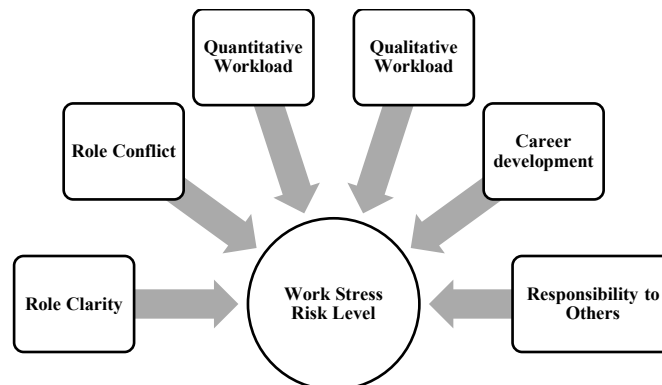 Quantitative
Workload
Qualitative
Workload
Role Conflict
Career
development
Role Clarity
Work Stress
Risk Level
Responsibility to
Others